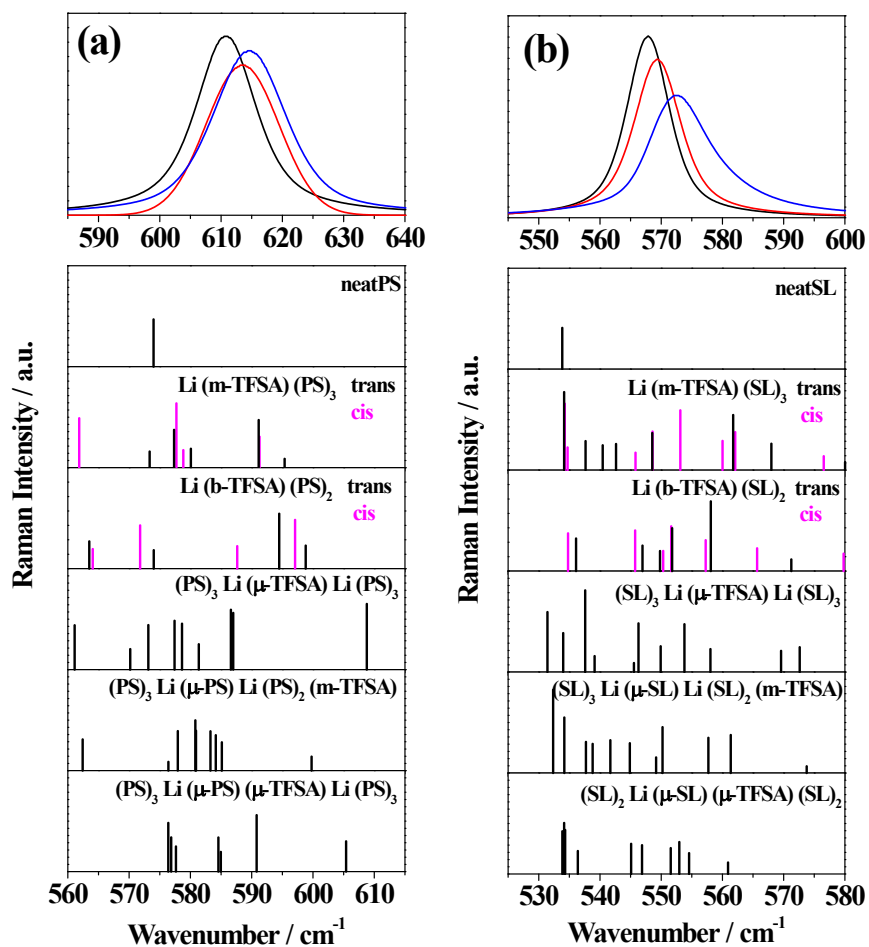 (a)
590 600 610 620 630 640
neatPS
Li (m-TFSA) (PS)₃ trans
cis
Li (b-TFSA) (PS)₂ trans
cis
(PS)₃ Li (μ-TFSA) Li (PS)₃
(PS)₃ Li (μ-PS) Li (PS)₂ (m-TFSA)
(PS)₃ Li (μ-PS) (μ-TFSA) Li (PS)₃
560 570 580 590 600 610
Wavenumber / cm⁻¹
Raman Intensity / a.u.
(b)
550 560 570 580 590 600
neatSL
Li (m-TFSA) (SL)₃ trans
cis
Li (b-TFSA) (SL)₂ trans
cis
(SL)₃ Li (μ-TFSA) Li (SL)₃
(SL)₃ Li (μ-SL) Li (SL)₂ (m-TFSA)
(SL)₂ Li (μ-SL) (μ-TFSA) (SL)₂
530 540 550 560 570 580
Wavenumber / cm⁻¹
Raman Intensity / a.u.